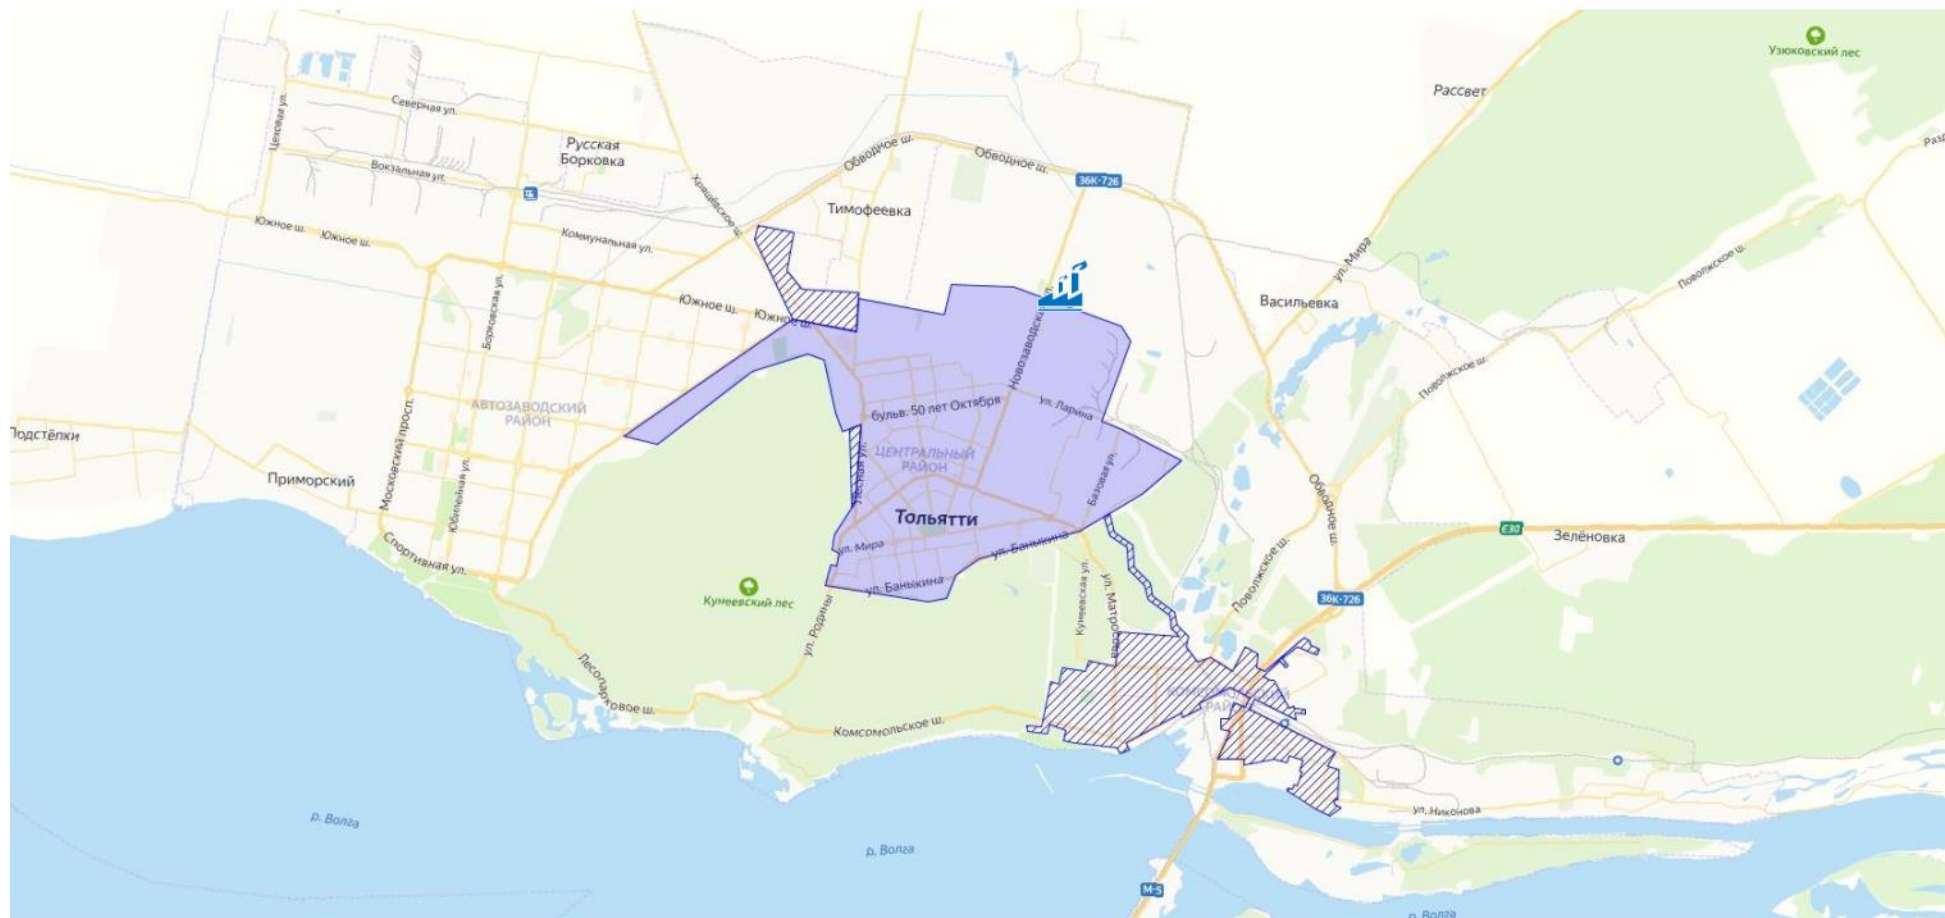 Узюковский лес
Рассвет
Северная ул.
Цеховая ул.
Русская
Борковка
Обводное ш.
Обводное ш.
36К-726
Вокзальная ул.
Хрящёвское ш.
Тимофеевка
Южное ш.
Южное ш.
Коммунальная ул.
ул. Мира
Поволжское ш.
Борковская ул.
Южное ш.
Южное ш.
Васильевка
Новозаводск
Поволжское ш.
АВТОЗАВОДСКИЙ
РАЙОН
бульв. 50 лет Октября
ул. Ларина
Подстёпки
Московский просп.
Приморский
Юбилейная ул.
Лесная ул.
ЦЕНТРАЛЬНЫЙ
РАЙОН
Базовая ул.
Обводное ш.
Тольятти
E30
Зелёновка
Спортивная ул.
ул. Мира
ул. Баныкина
ул. Баныкина
Поволжское ш.
Кунеевский лес
36К-726
ул. Родины
Кунеевская ул.
ул. Матросова
Лесопарковое ш.
КОМСОМОЛЬСКИЙ
РАЙОН
Комсомольское ш.
ул. Никонова
р. Волга
р. Волга
М-5
р. Волга